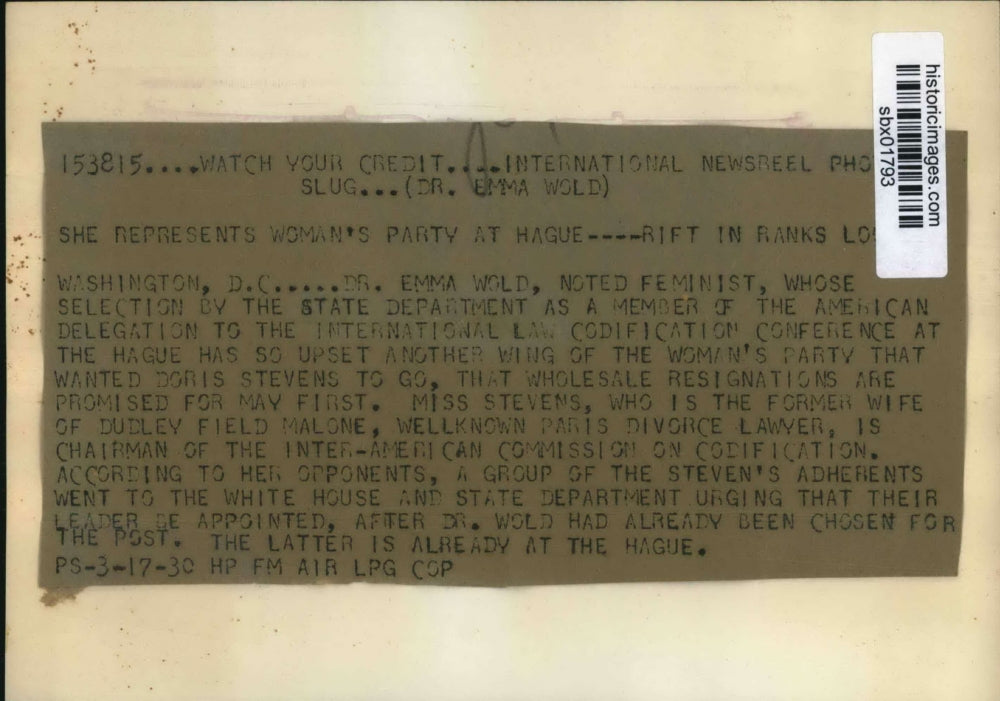 153815....WATCH YOUR CREDIT.....INTERNATIONAL NEWSREEL PHO
SLUG...(DR. EMMA WOLD)
SHE REPRESENTS WOMAN'S PARTY AT HAGUE----RIFT IN RANKS LO
WASHINGTON, D.C.....DR. EMMA WOLD, NOTED FEMINIST, WHOSE
SELECTION BY THE STATE DEPARTMENT AS A MEMBER OF THE AMERICAN
DELEGATION TO THE INTERNATIONAL LAW CODIFICATION CONFERENCE AT
THE HAGUE HAS SO UPSET ANOTHER WING OF THE WOMAN'S PARTY THAT
WANTED DORIS STEVENS TO GO, THAT WHOLESALE RESIGNATIONS ARE
PROMISED FOR MAY FIRST. MISS STEVENS, WHO IS THE FORMER WIFE
OF DUDLEY FIELD MALONE, WELLKNOWN PARIS DIVORCE LAWYER, IS
CHAIRMAN OF THE INTER-AMERICAN COMMISSION ON CODIFICATION.
ACCORDING TO HER OPPONENTS, A GROUP OF THE STEVEN'S ADHERENTS
WENT TO THE WHITE HOUSE AND STATE DEPARTMENT URGING THAT THEIR
LEADER BE APPOINTED, AFTER DR. WOLD HAD ALREADY BEEN CHOSEN FOR
THE POST. THE LATTER IS ALREADY AT THE HAGUE.
PS-3-17-30 HP FM AIR LPG COP
historicimages.com
sbx01793